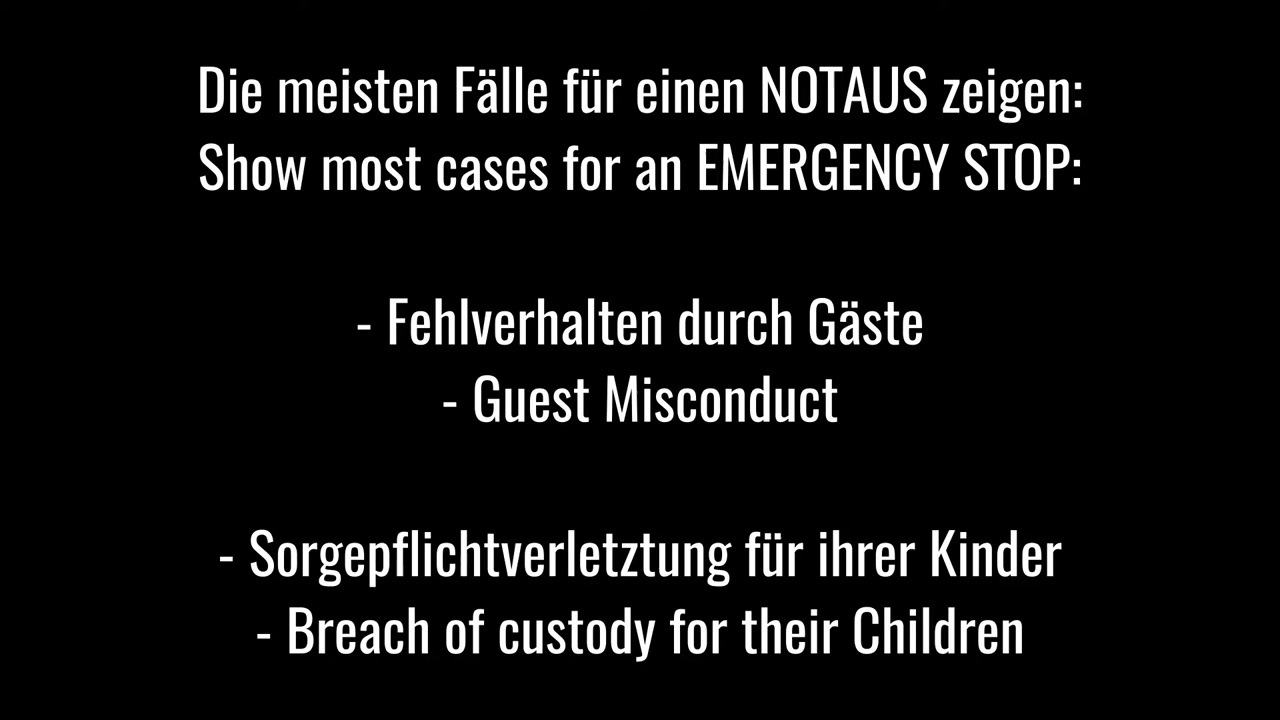 Die meisten Fälle für einen NOTAUS zeigen:
Show most cases for an EMERGENCY STOP:
- Fehlverhalten durch Gäste
- Guest Misconduct
- Sorgepflichtverletztung für ihrer Kinder
- Breach of custody for their Children